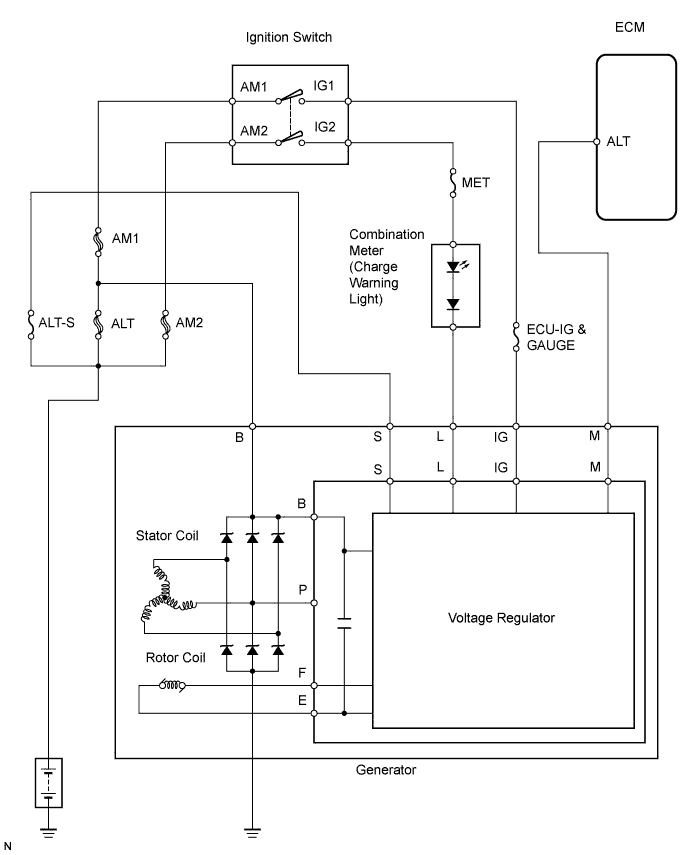 ECM
Ignition Switch
AM1
IG1
AM2
IG2
ALT
MET
Combination
Meter
(Charge
Warning
Light)
AM1
ALT-S
ALT
AM2
ECU-IG &
GAUGE
B
S
L
IG
M
S
L
IG
M
B
Stator Coil
P
Voltage Regulator
Rotor Coil
F
E
Generator
N